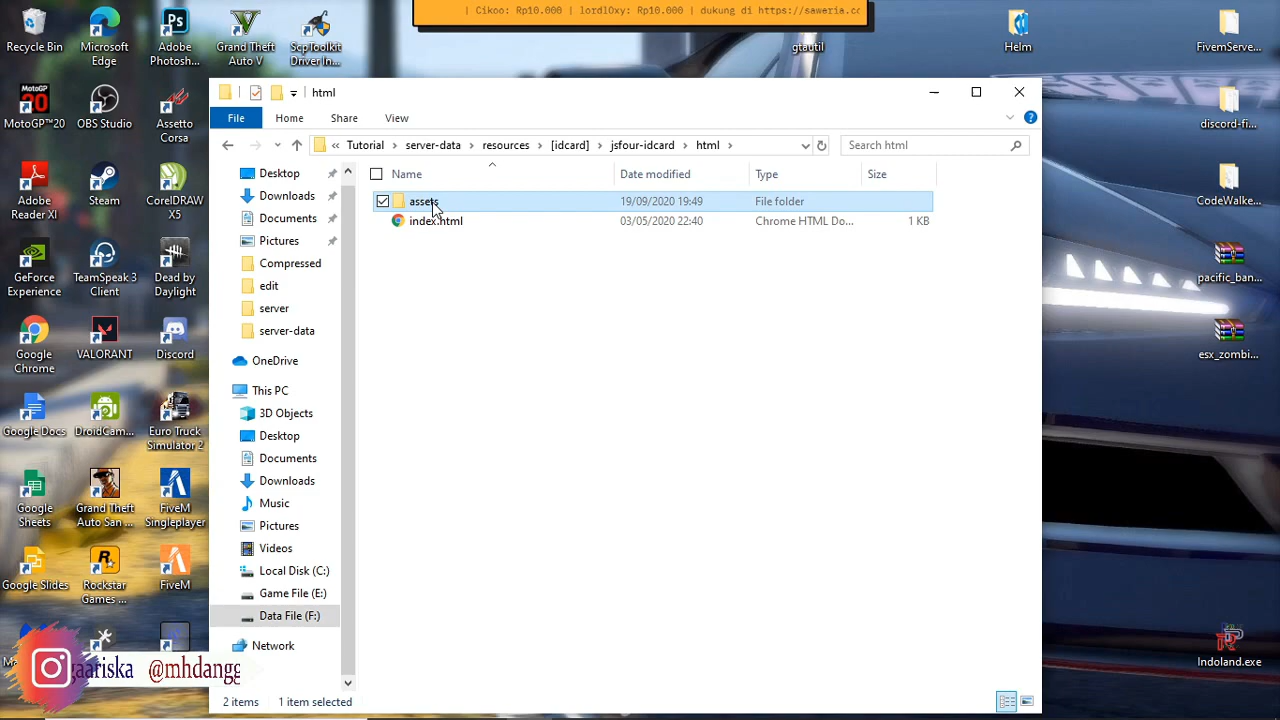 | Cikoo: Rp10.000 | lordl0xy: Rp10.000 | dukung di https://saweria.co
Recycle Bin
Microsoft Edge
Adobe Photosh...
Grand Theft Auto V
ScpToolkit Driver In...
gtautil
Helm
FivemServe...
html
File
Home
Share
View
« Tutorial > server-data > resources > [idcard] > jsfour-idcard > html >
Search html
Name
Date modified
Type
Size
assets
19/09/2020 19:49
File folder
index.html
03/05/2020 22:40
Chrome HTML Do...
1 KB
Desktop
Downloads
Documents
Pictures
Compressed
edit
server
server-data
OneDrive
This PC
3D Objects
Desktop
Documents
Downloads
Music
Pictures
Videos
Local Disk (C:)
Game File (E:)
Data File (F:)
Network
2 items
1 item selected
MotoGP™20
OBS Studio
Assetto Corsa
Adobe Reader XI
Steam
CorelDRAW X5
GeForce Experience
TeamSpeak 3 Client
Dead by Daylight
Google Chrome
VALORANT
Discord
Google Docs
DroidCam...
Euro Truck Simulator 2
Google Sheets
Grand Theft Auto San ...
FiveM Singleplayer
Google Slides
Rockstar Games ...
FiveM
discord-fi...
CodeWalke...
pacific_ban...
esx_zombi...
Indoland.exe
gaariska @mhdangg